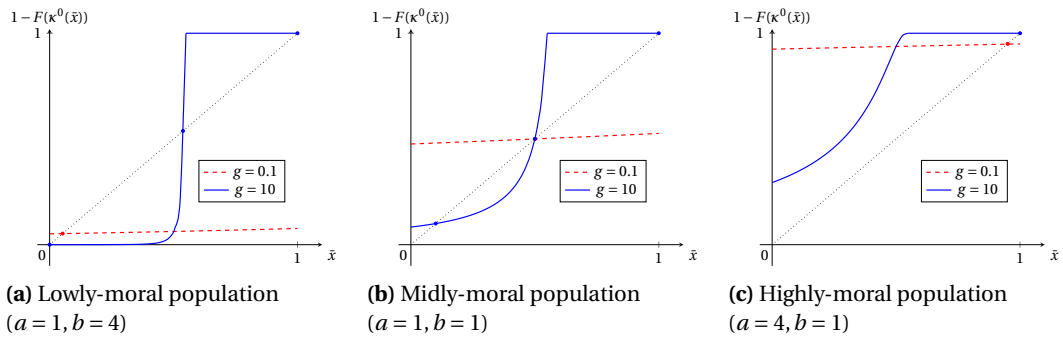 1 − F(κ⁰(x̄))
1
g = 0.1
g = 10
0
1
x̄
(a) Lowly-moral population
(a = 1, b = 4)
1 − F(κ⁰(x̄))
1
g = 0.1
g = 10
0
1
x̄
(b) Midly-moral population
(a = 1, b = 1)
1 − F(κ⁰(x̄))
1
g = 0.1
g = 10
0
1
x̄
(c) Highly-moral population
(a = 4, b = 1)